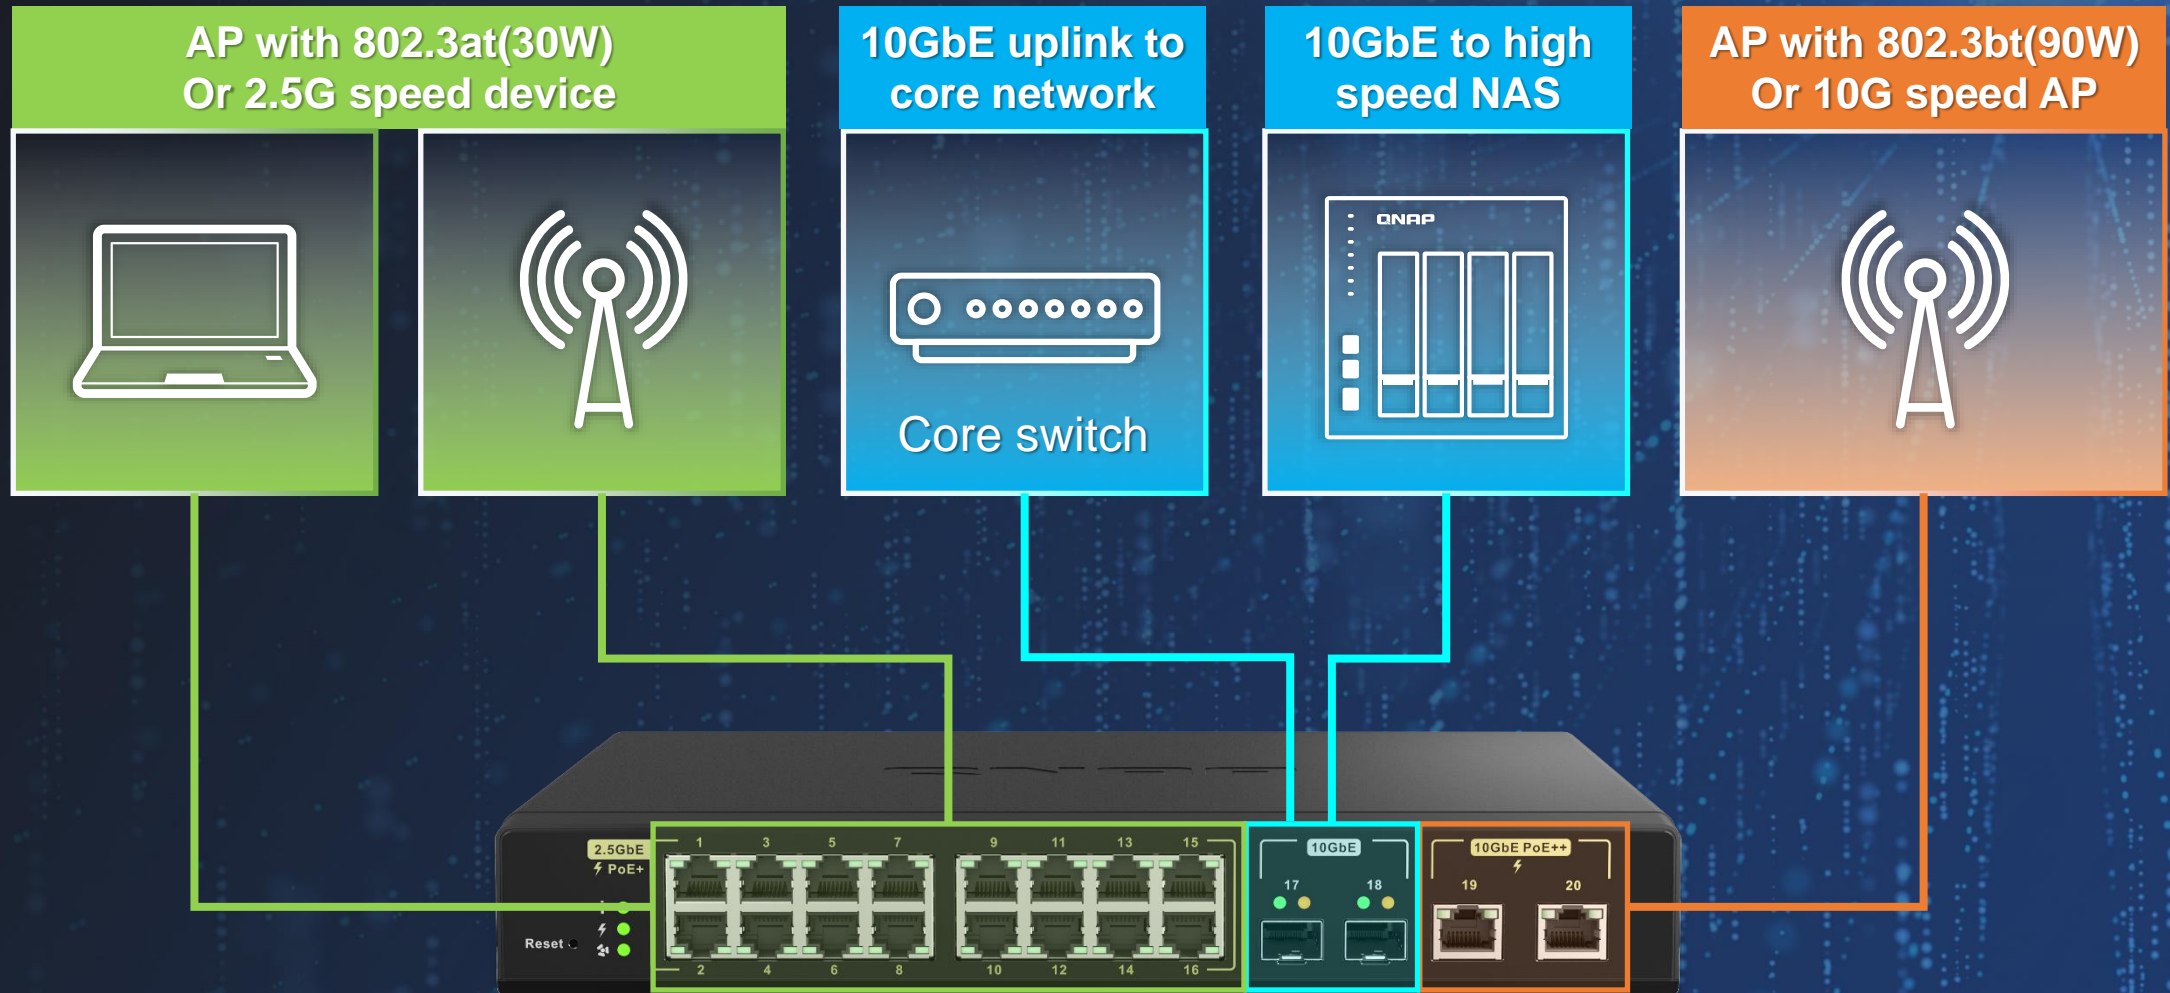 AP with 802.3at(30W)
Or 2.5G speed device
10GbE uplink to
core network
10GbE to high
speed NAS
AP with 802.3bt(90W)
Or 10G speed AP
QNAP
Core switch
2.5GbE
PoE+
Reset
1 3 5 7 9 11 13 15
2 4 6 8 10 12 14 16
10GbE
17 18
10GbE PoE++
19 20